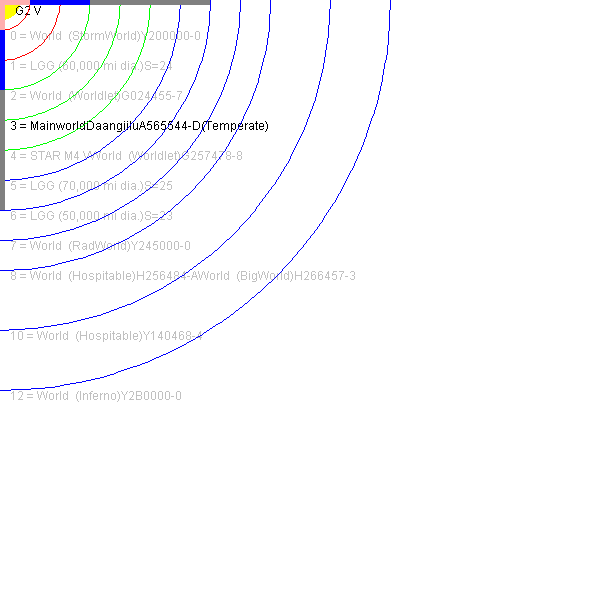 G2 V
0 = World (StormWorld)Y200000-0
1 = LGG (60,000 mi dia.)S=24
2 = World (Worldlet)G024455-7
3 = MainworldDaangiiluA565544-D(Temperate)
4 = STAR M4 VWorld (Worldlet)G257478-8
5 = LGG (70,000 mi dia.)S=25
6 = LGG (50,000 mi dia.)S=23
7 = World (RadWorld)Y245000-0
8 = World (Hospitable)H256484-AWorld (BigWorld)H266457-3
10 = World (Hospitable)Y140468-4
12 = World (Inferno)Y2B0000-0